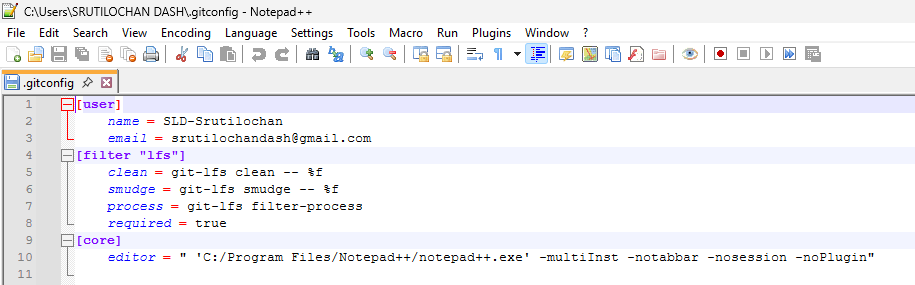 C:\Users\SRUTILOCHAN DASH\.gitconfig - Notepad++
File Edit Search View Encoding Language Settings Tools Macro Run Plugins Window ?
.gitconfig
1 [user]
2 name = SLD-Srutilochan
3 email = srutilochandash@gmail.com
4 [filter "lfs"]
5 clean = git-lfs clean -- %f
6 smudge = git-lfs smudge -- %f
7 process = git-lfs filter-process
8 required = true
9 [core]
10 editor = " 'C:/Program Files/Notepad++/notepad++.exe' -multiInst -notabbar -nosession -noPlugin"
11